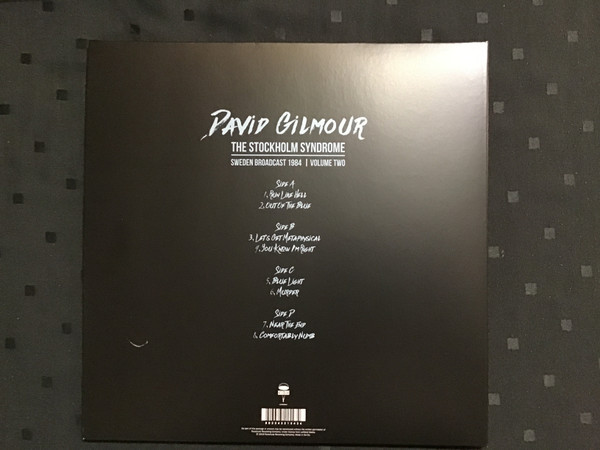 DAVID GILMOUR
THE STOCKHOLM SYNDROME
SWEDEN BROADCAST 1984 | VOLUME TWO
SIDE A
1. RUN LIKE HELL
2. OUT OF THE BLUE
SIDE B
3. LET'S GET METAPHYSICAL
4. YOU KNOW I'M RIGHT
SIDE C
5. BLUE LIGHT
6. MURDER
SIDE D
7. NEAR THE END
8. COMFORTABLY NUMB